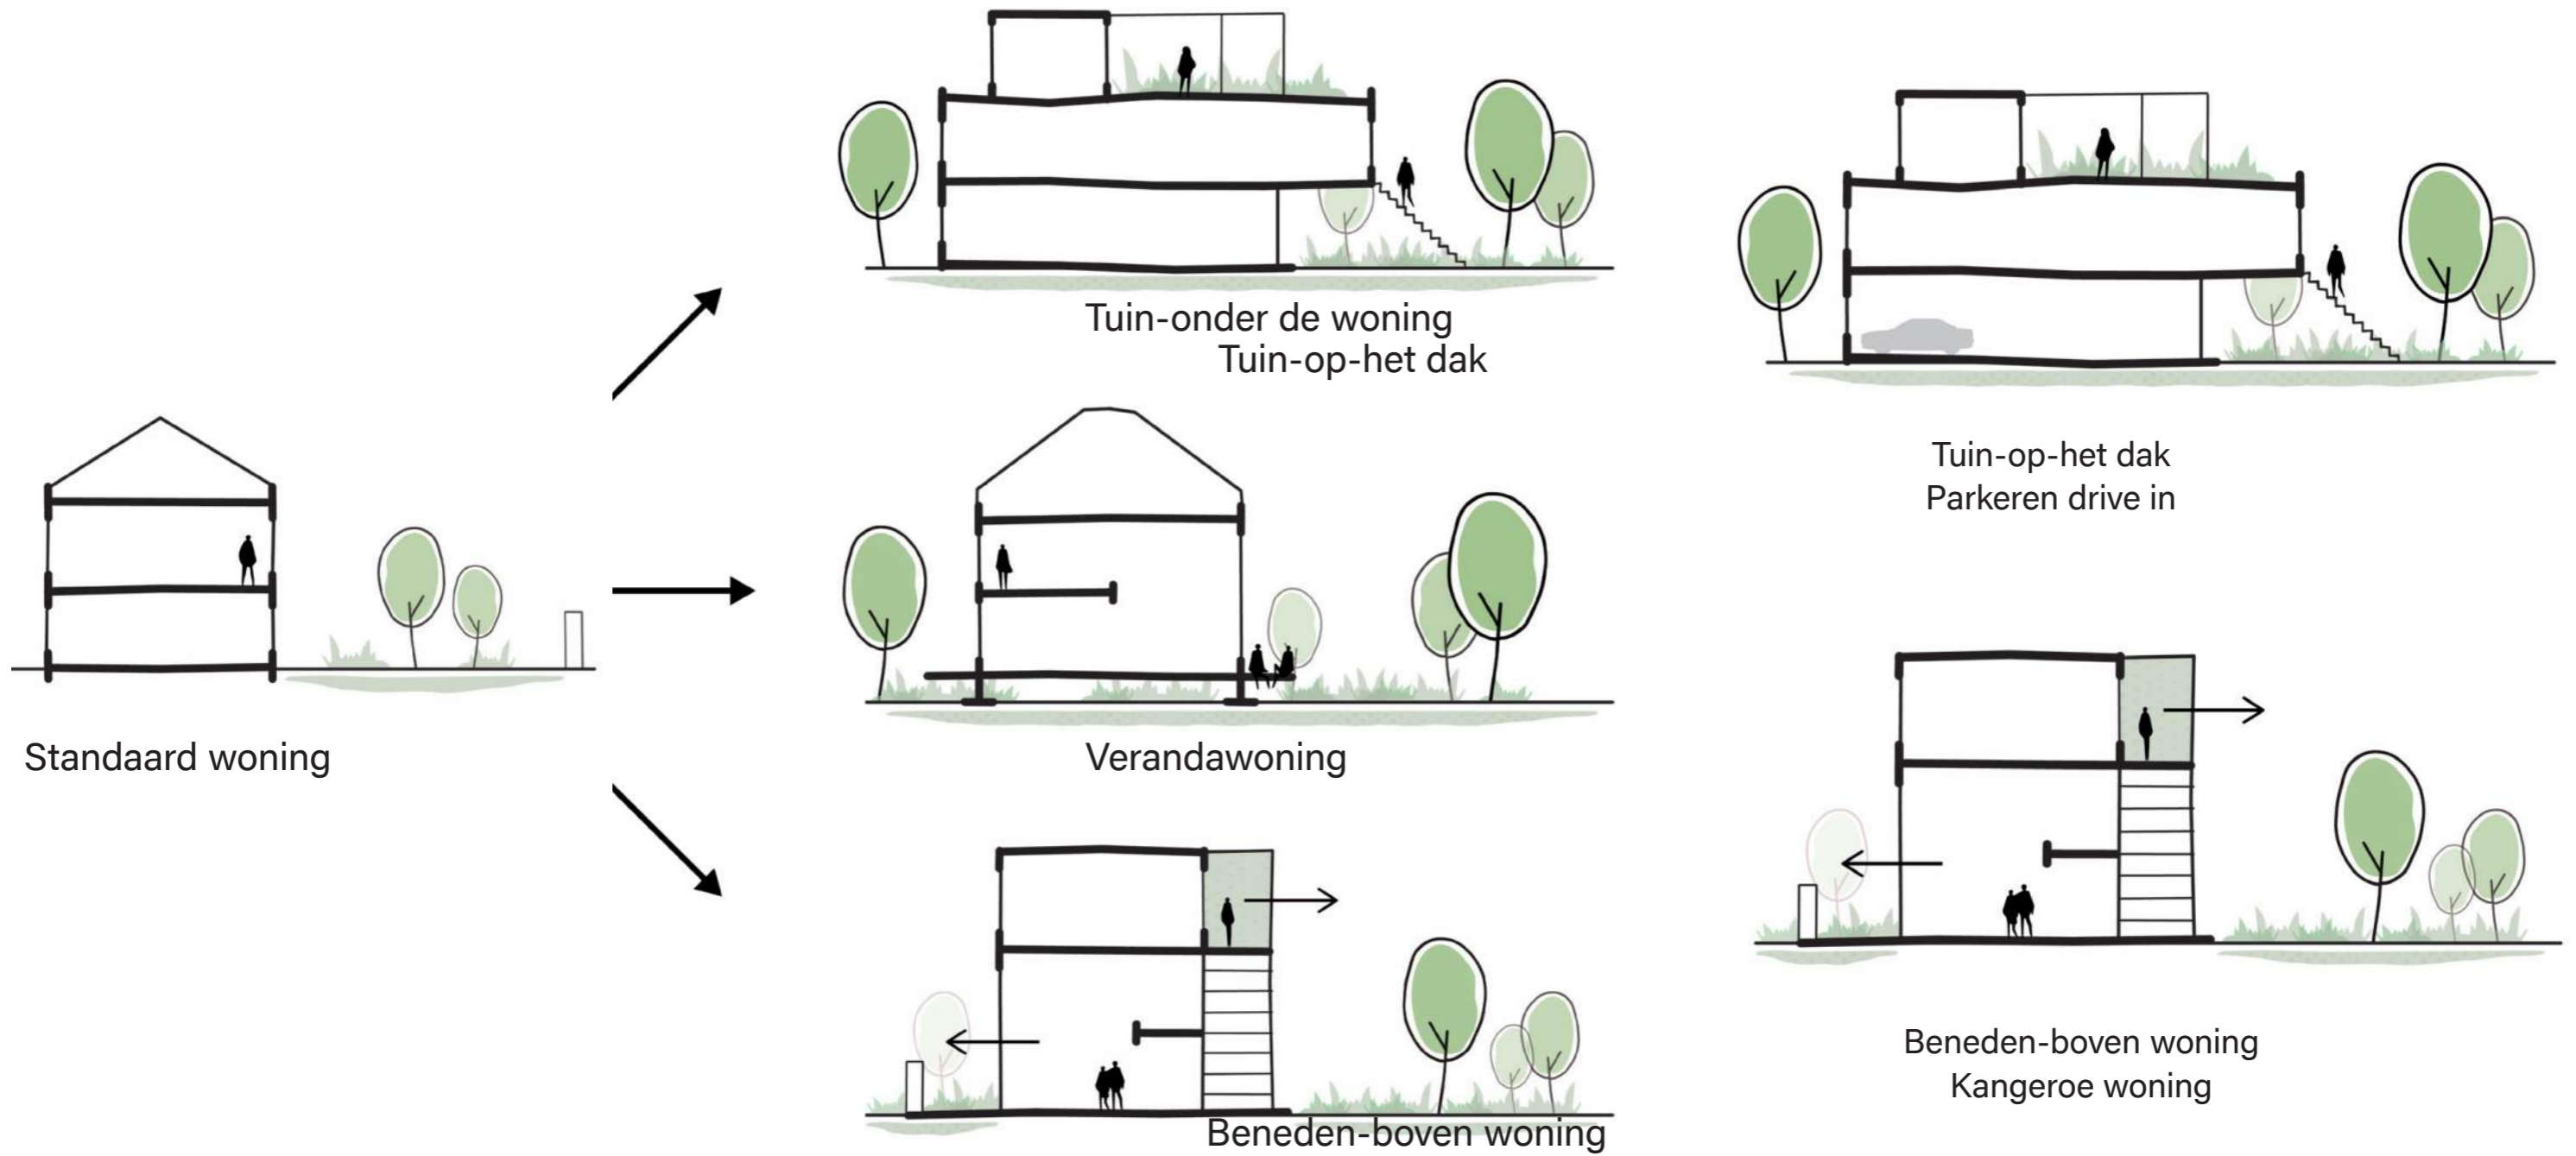 Tuin-onder de woning
Tuin-op-het dak
Tuin-op-het dak
Parkeren drive in
Standaard woning
Verandawoning
Beneden-boven woning
Kangeroe woning
Beneden-boven woning